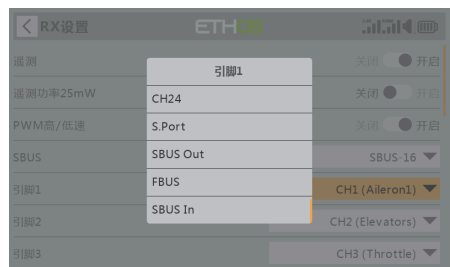 RX设置
ETHOS
遥测 关闭 开启
遥测功率25mW 关闭 开启
PWM高/低速 关闭 开启
SBUS SBUS-16
引脚1 CH1 (Aileron1)
引脚2 CH2 (Elevators)
引脚3 CH3 (Throttle)
引脚1
CH24
S.Port
SBUS Out
FBUS
SBUS In